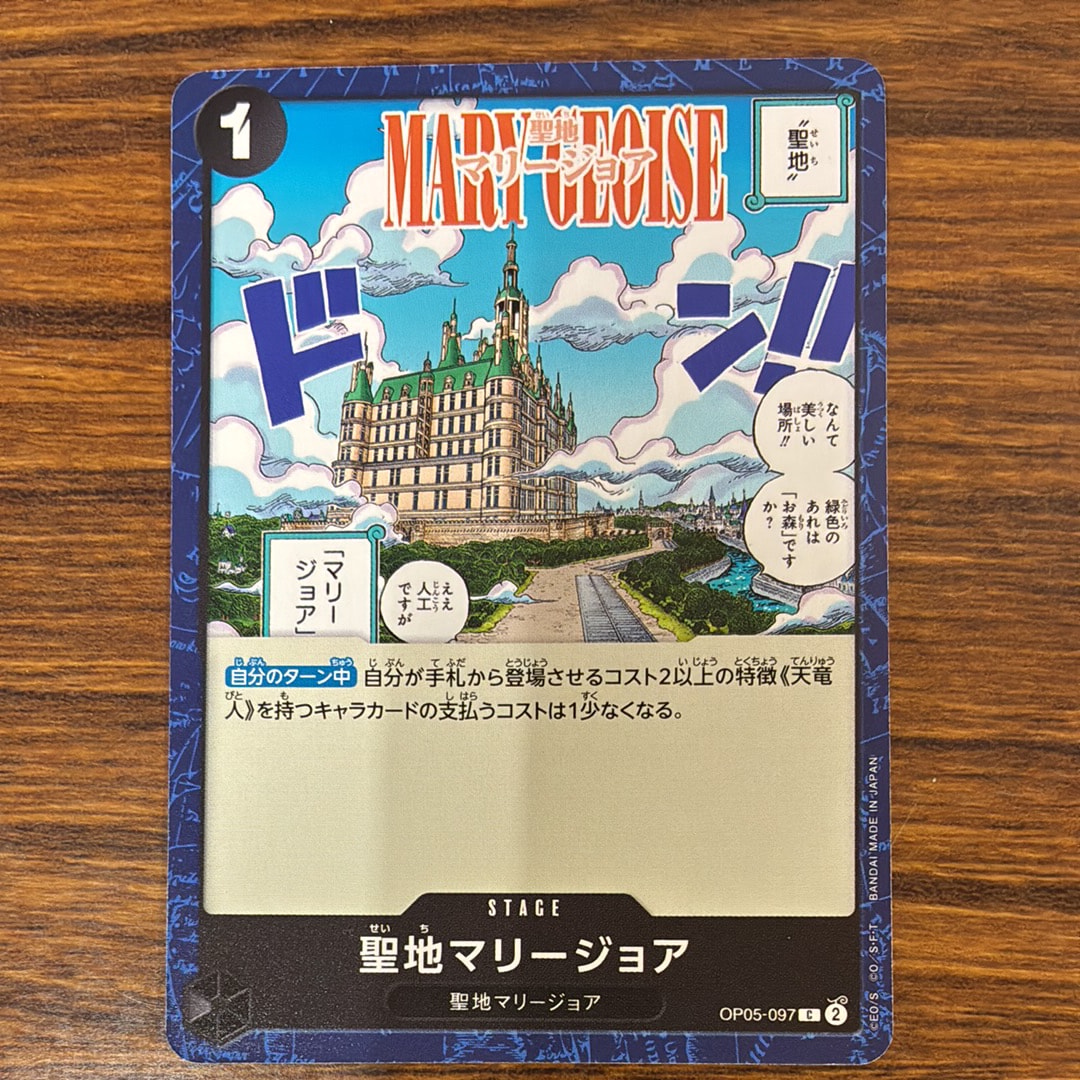 1
MARY GEOISE
聖地
マリージョア
"聖地"
ドン!!
なんて
美しい
場所!!
緑色の
あれは
「お森」です
か?
「マリー
ジョア」
ええ
人工
ですが
自分のターン中 自分が手札から登場させるコスト2以上の特徴《天竜
人》を持つキャラカードの支払うコストは1少なくなる。
STAGE
聖地マリージョア
聖地マリージョア
OP05-097 C 2
©E.O/S. ©O/S・F・T BANDAI MADE IN JAPAN